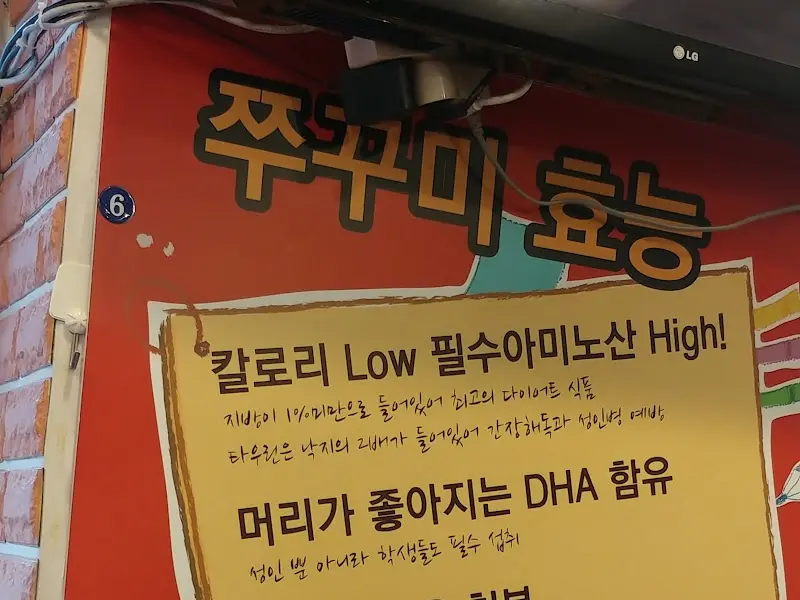 LG
쭈꾸미 효능
6
칼로리 Low 필수아미노산 High!
지방이 1%미만으로 들어있어 최고의 다이어트 식품
타우린은 낙지의 2배가 들어있어 간장해독과 성인병 예방
머리가 좋아지는 DHA 함유
성인 뿐 아니라 학생들도 필수 섭취